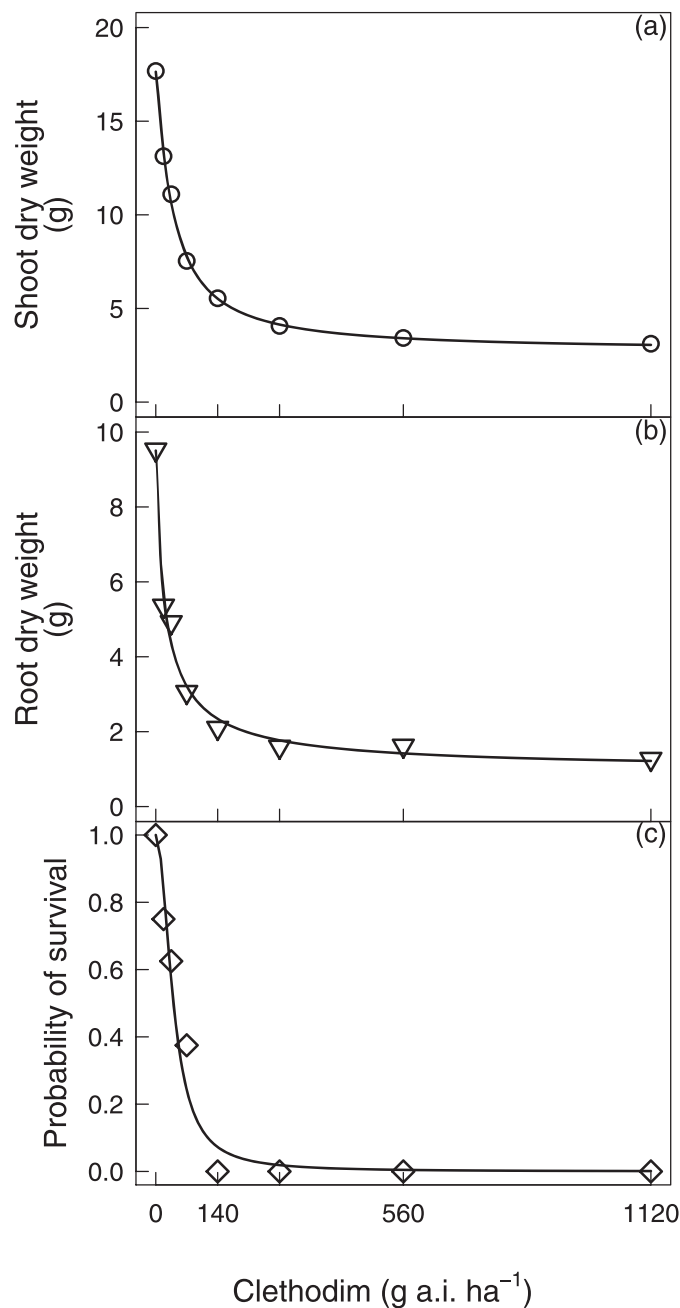 (a)
20
15
10
5
0
Shoot dry weight
(g)
(b)
10
8
6
4
2
0
Root dry weight
(g)
(c)
1.0
0.8
0.6
0.4
0.2
0.0
Probability of survival
0 140 560 1120
Clethodim (g a.i. ha⁻¹)